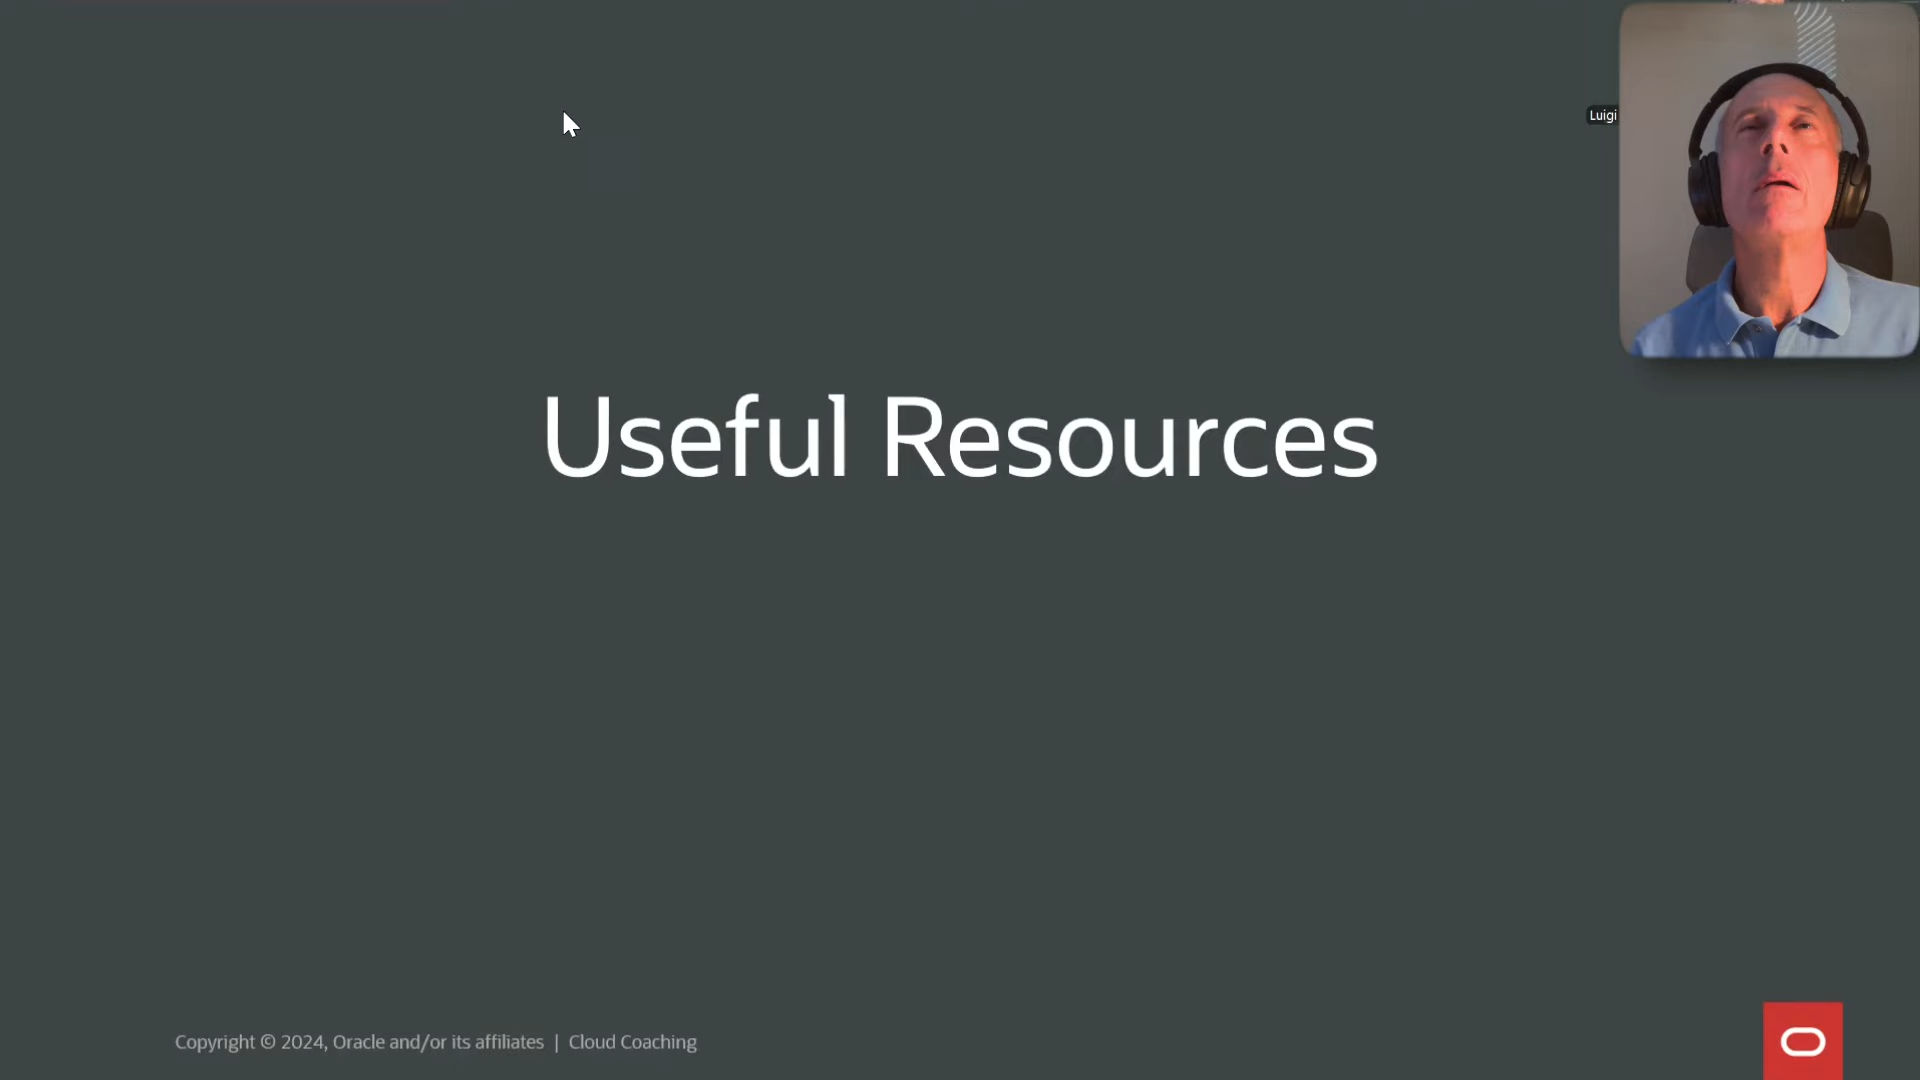 Luigi
Useful Resources
Copyright © 2024, Oracle and/or its affiliates | Cloud Coaching